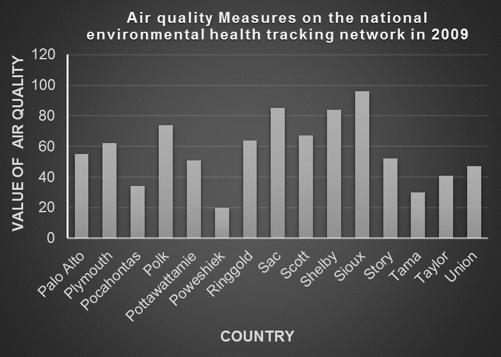 Air quality Measures on the national
environmental health tracking network in 2009
VALUE OF AIR QUALITY
120
100
80
60
40
20
0
Palo Alto
Plymouth
Pocahontas
Polk
Pottawattamie
Poweshiek
Ringgold
Sac
Scott
Shelby
Sioux
Story
Tama
Taylor
Union
COUNTRY